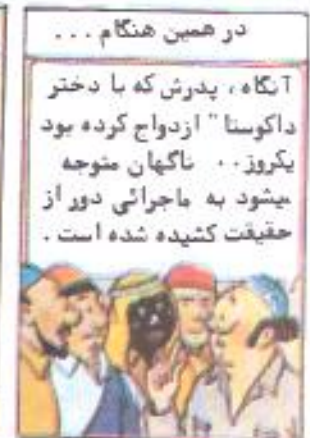 در همین هنگام . . .
آنگاه ، پدرش که با دختر
داکوستا " ازدواج کرده بود
یکروز . . ناگهان متوجه
میشود به ماجرائی دور از
حقیقت کشیده شده است .